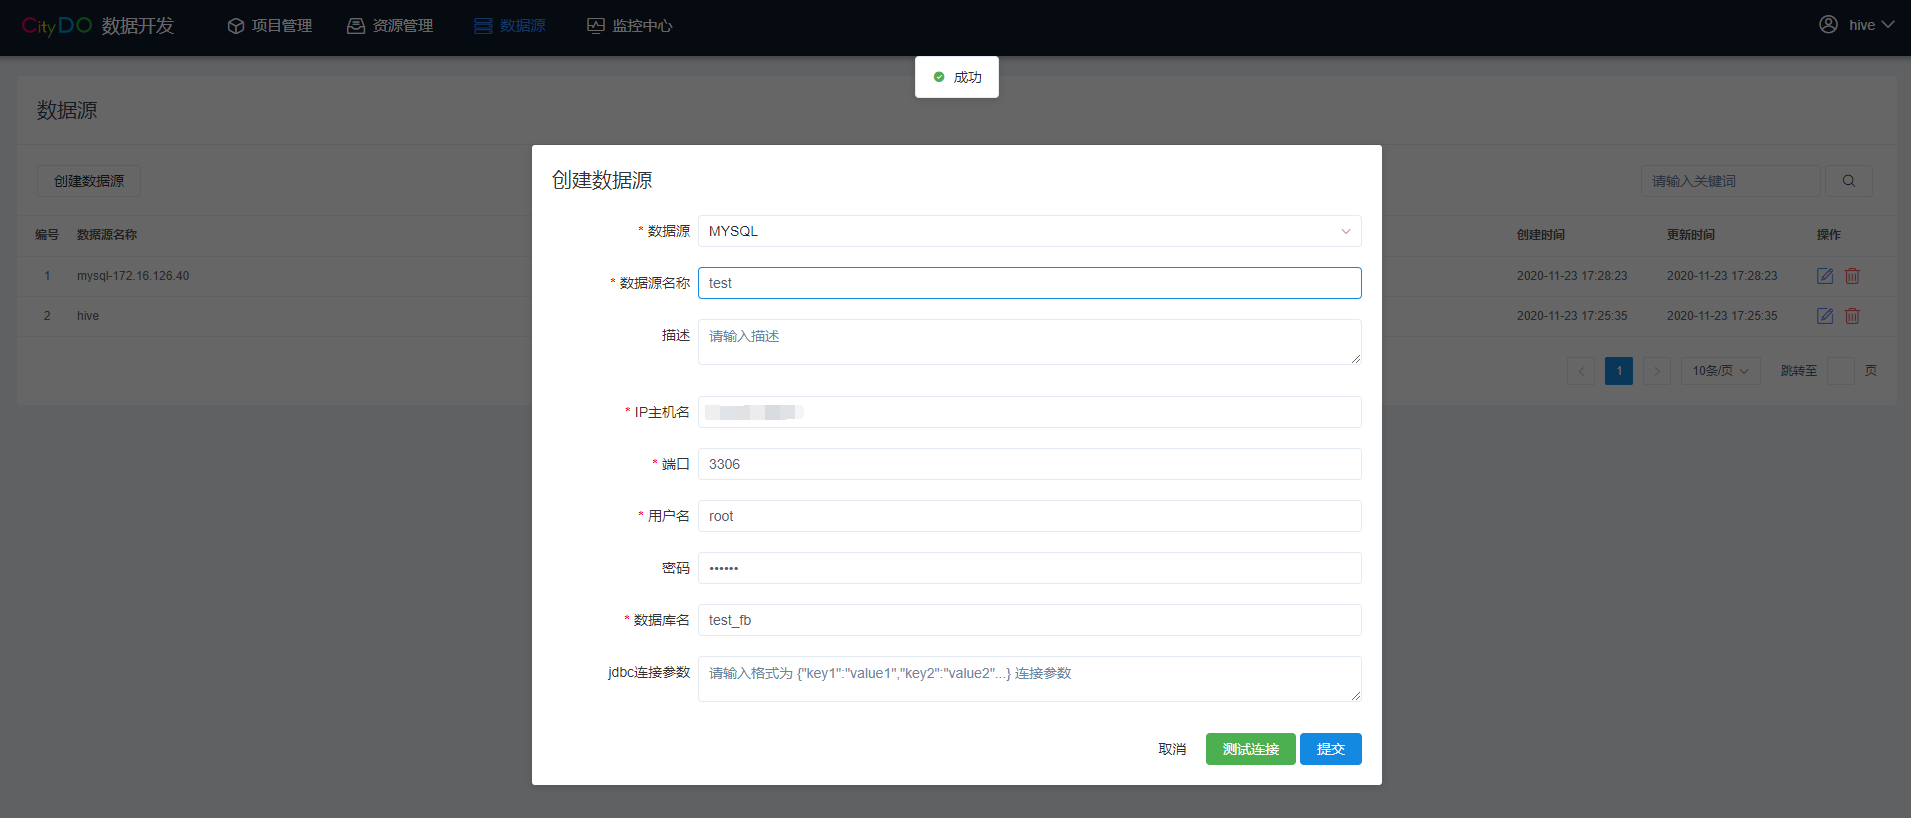 CityDO 数据开发 项目管理 资源管理 数据源 监控中心 hive
成功
数据源
创建数据源 请输入关键词
编号 数据源名称 创建时间 更新时间 操作
1 mysql-172.16.126.40 2020-11-23 17:28:23 2020-11-23 17:28:23
2 hive 2020-11-23 17:25:35 2020-11-23 17:25:35
1 10条/页 跳转至 页
创建数据源
* 数据源 MYSQL
* 数据源名称 test
描述 请输入描述
* IP主机名
* 端口 3306
* 用户名 root
密码 ••••••
* 数据库名 test_fb
jdbc连接参数 请输入格式为 {"key1":"value1","key2":"value2"...} 连接参数
取消 测试连接 提交